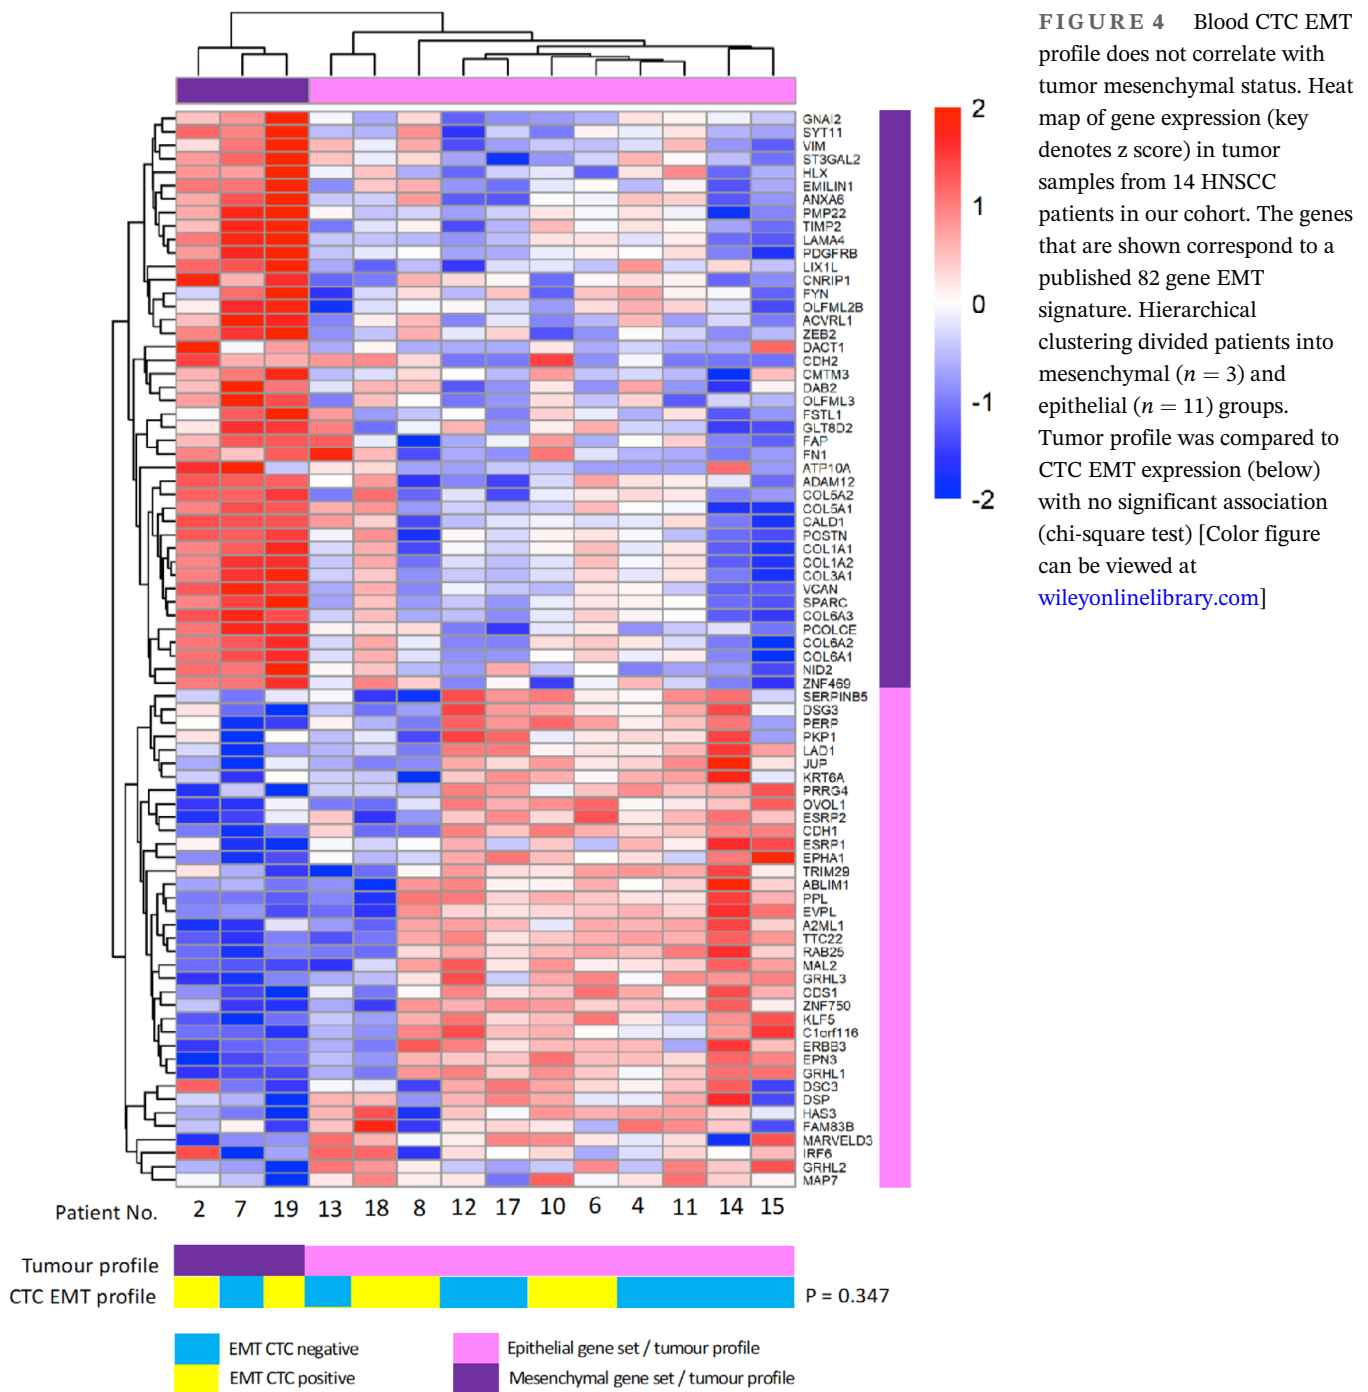 FIGURE 4 Blood CTC EMT
profile does not correlate with
tumor mesenchymal status. Heat
map of gene expression (key
denotes z score) in tumor
samples from 14 HNSCC
patients in our cohort. The genes
that are shown correspond to a
published 82 gene EMT
signature. Hierarchical
clustering divided patients into
mesenchymal (n = 3) and
epithelial (n = 11) groups.
Tumor profile was compared to
CTC EMT expression (below)
with no significant association
(chi-square test) [Color figure
can be viewed at
wileyonlinelibrary.com]
2
1
0
-1
-2
GNAI2
SYT11
VIM
ST3GAL2
HLX
EMILIN1
ANXA6
PMP22
TIMP2
LAMA4
PDGFRB
LIX1L
CNRIP1
FYN
OLFML2B
ACVRL1
ZEB2
DACT1
CDH2
CMTM3
DAB2
OLFML3
FSTL1
GLT8D2
FAP
FN1
ATP10A
ADAM12
COL5A2
COL5A1
CALD1
POSTN
COL1A1
COL1A2
COL3A1
VCAN
SPARC
COL6A3
PCOLCE
COL6A2
COL6A1
NID2
ZNF469
SERPINB5
DSG3
PERP
PKP1
LAD1
JUP
KRT6A
PRRG4
OVOL1
ESRP2
CDH1
ESRP1
EPHA1
TRIM29
ABLIM1
PPL
EVPL
A2ML1
TTC22
RAB25
MAL2
GRHL3
CDS1
ZNF750
KLF5
C1orf116
ERBB3
EPN3
GRHL1
DSC3
DSP
HAS3
FAM83B
MARVELD3
IRF6
GRHL2
MAP7
Patient No. 2 7 19 13 18 8 12 17 10 6 4 11 14 15
Tumour profile
CTC EMT profile P = 0.347
EMT CTC negative Epithelial gene set / tumour profile
EMT CTC positive Mesenchymal gene set / tumour profile